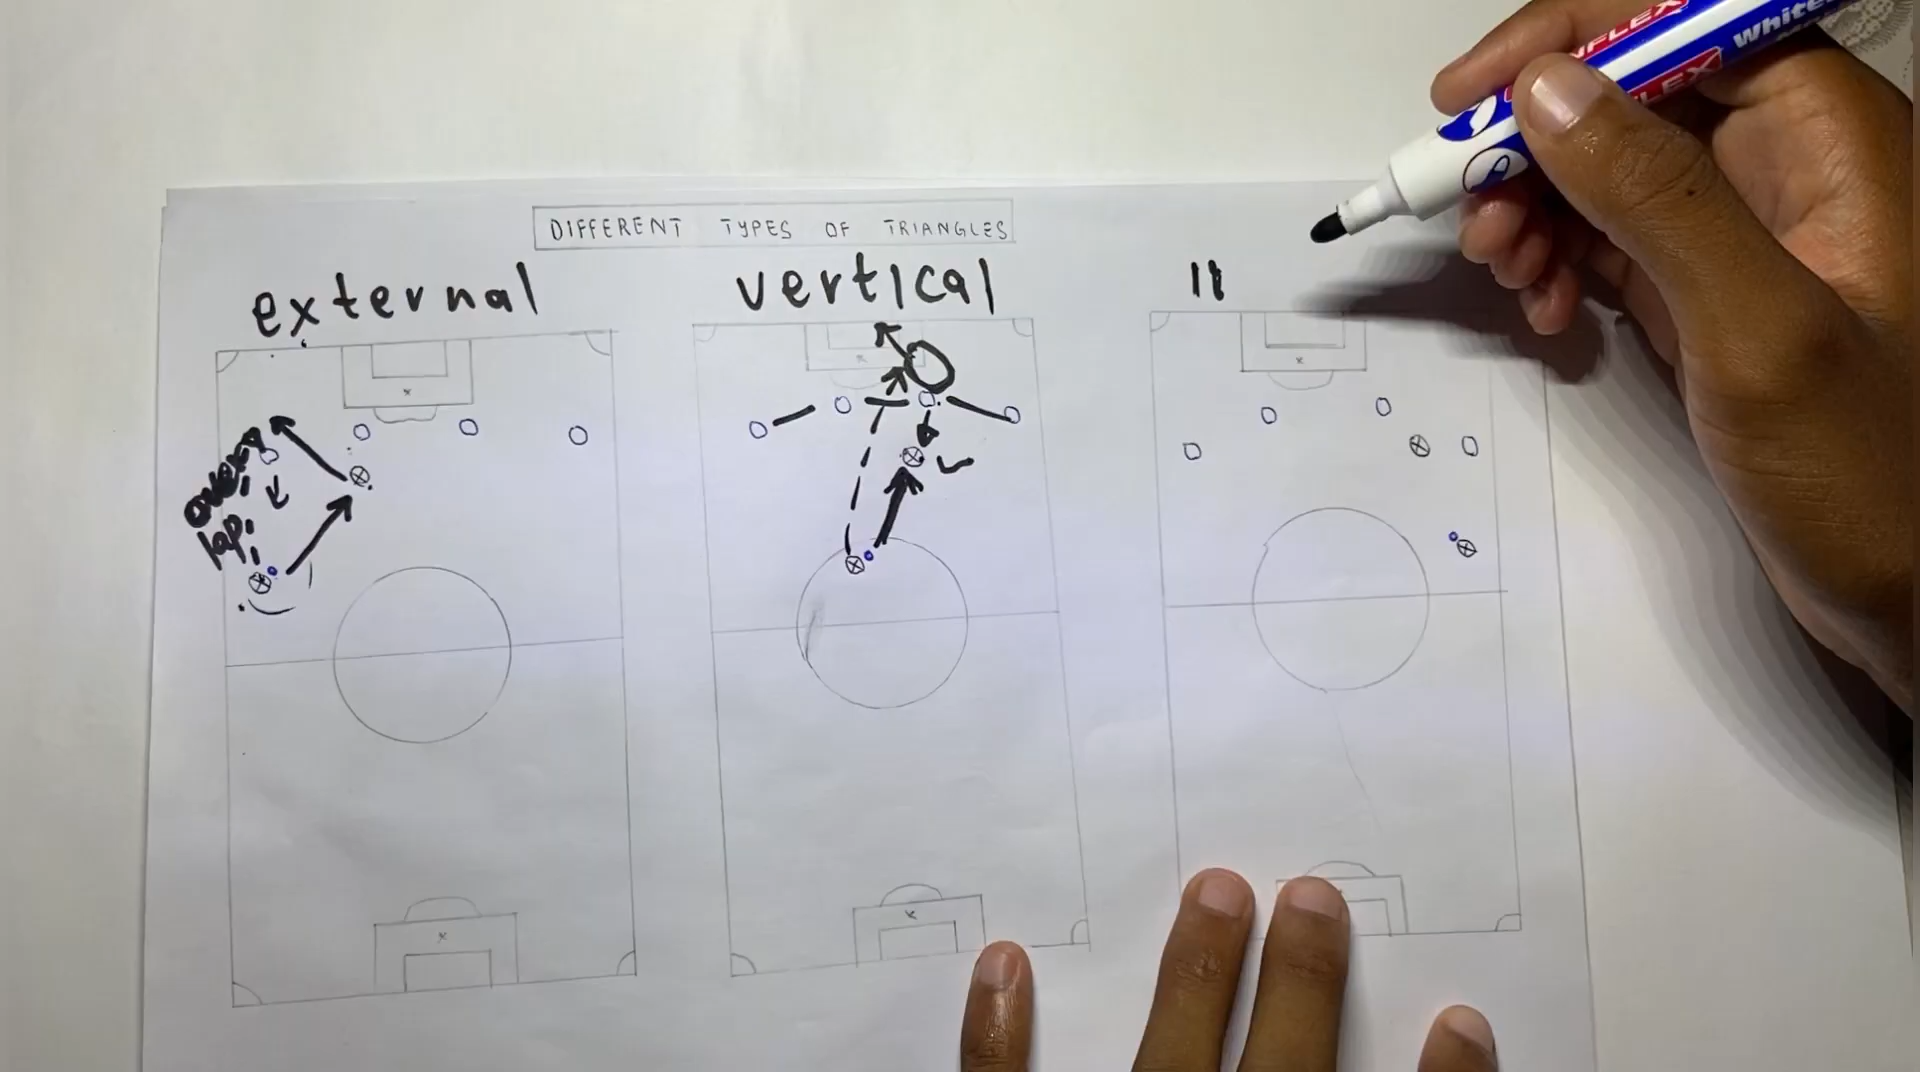 DIFFERENT TYPES OF TRIANGLES
external
vertical
overlap